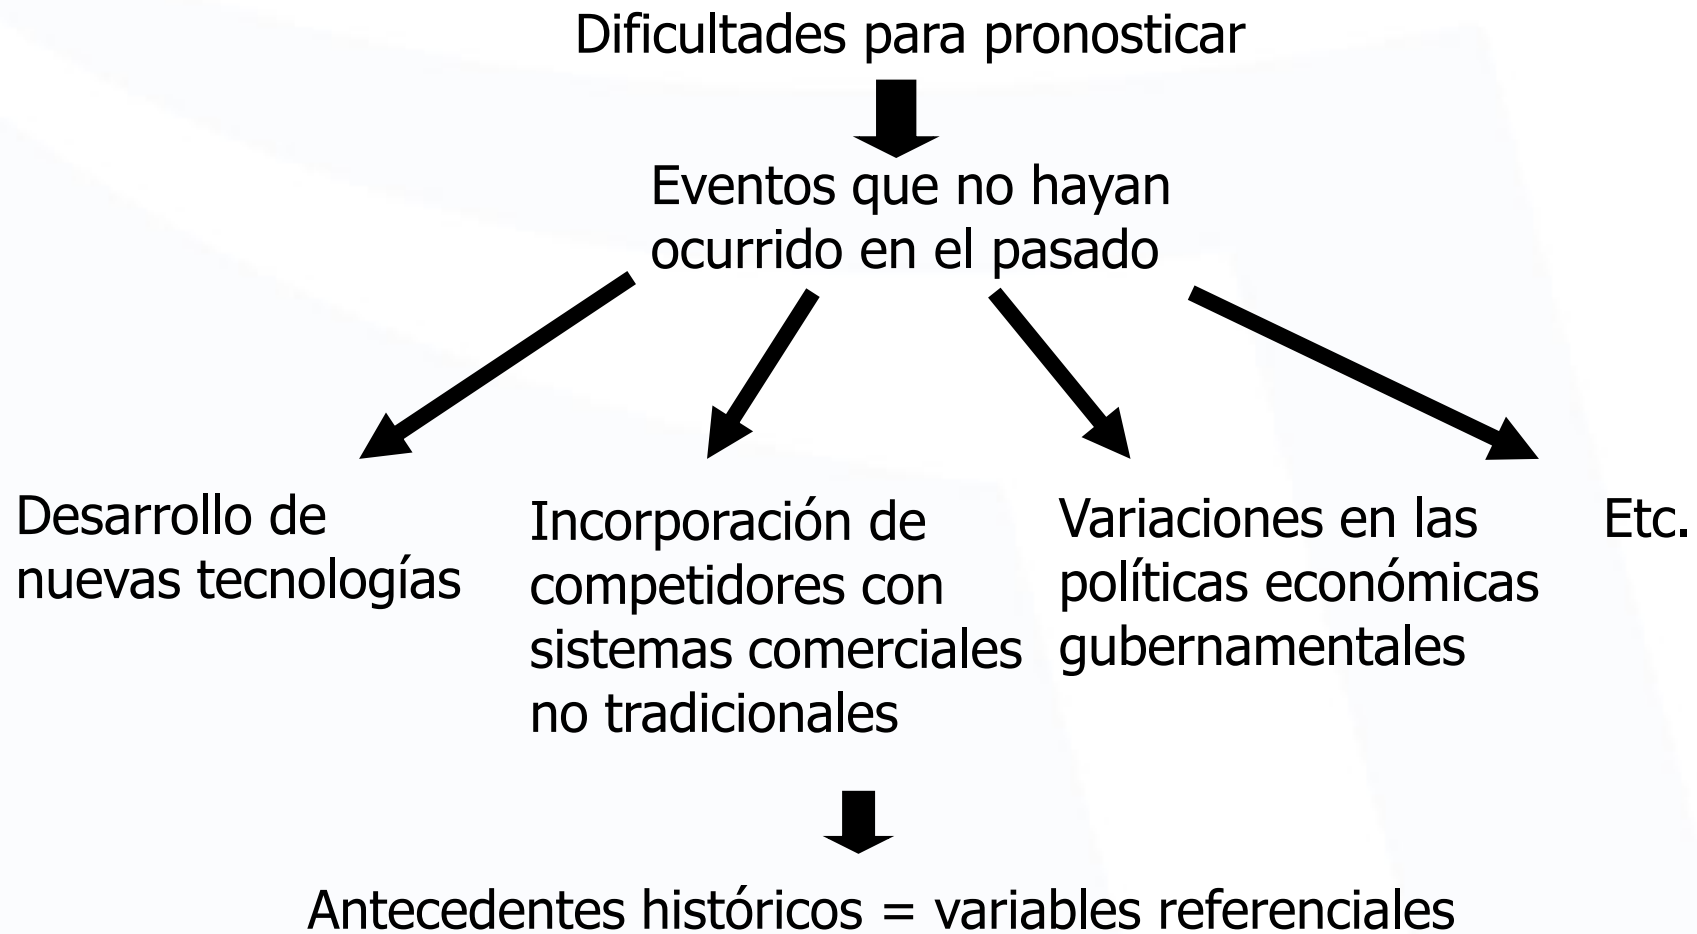 Dificultades para pronosticar
Eventos que no hayan
ocurrido en el pasado
Desarrollo de
nuevas tecnologías
Incorporación de
competidores con
sistemas comerciales
no tradicionales
Variaciones en las
políticas económicas
gubernamentales
Etc.
Antecedentes históricos = variables referenciales